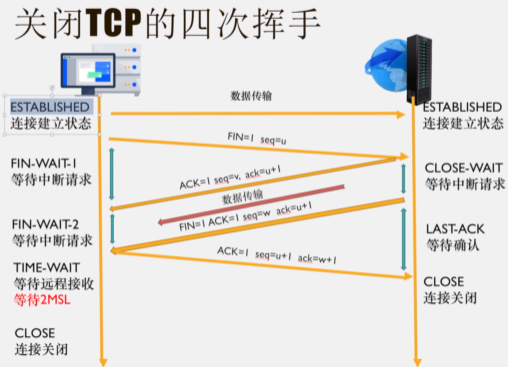 关闭TCP的四次挥手
数据传输
ESTABLISHED
连接建立状态
ESTABLISHED
连接建立状态
FIN=1 seq=u
FIN-WAIT-1
等待中断请求
CLOSE-WAIT
等待中断请求
ACK=1 seq=v, ack=u+1
数据传输
FIN=1 ACK=1 seq=w ack=u+1
FIN-WAIT-2
等待中断请求
LAST-ACK
等待确认
ACK=1 seq=u+1 ack=w+1
TIME-WAIT
等待远程接收
等待2MSL
CLOSE
连接关闭
CLOSE
连接关闭